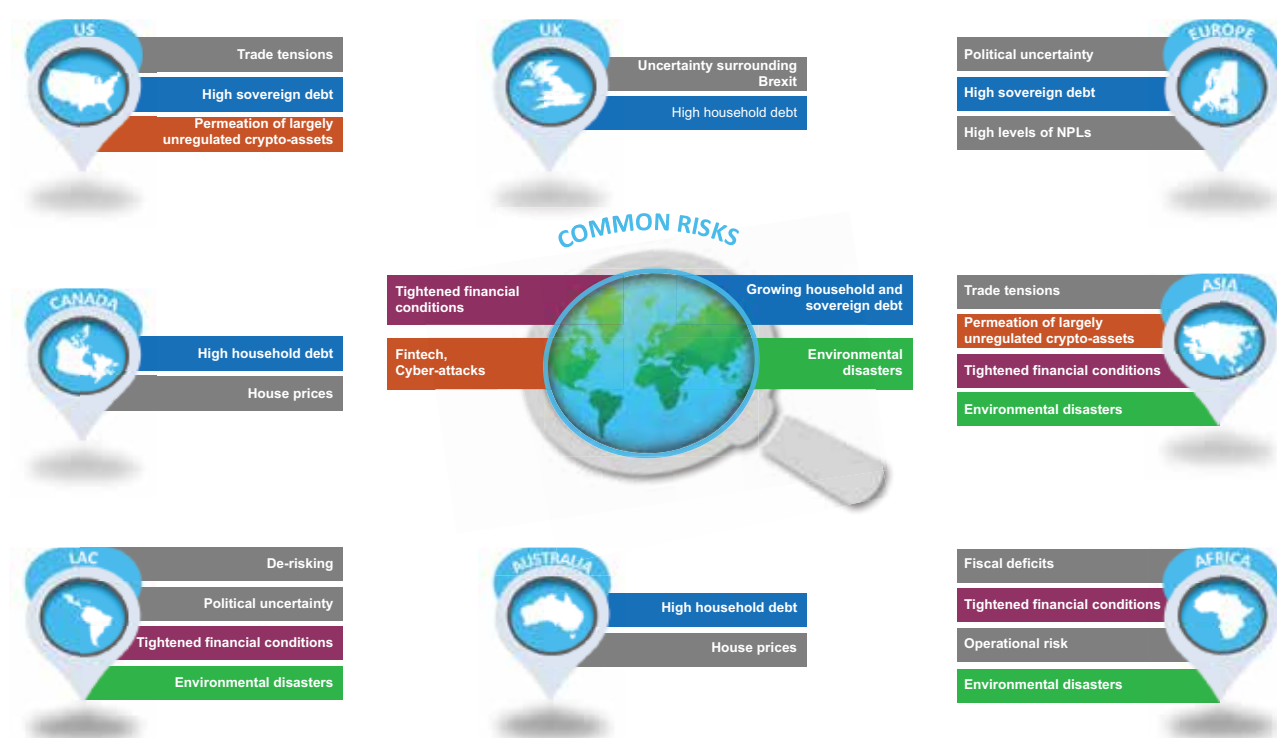 US
Trade tensions
High sovereign debt
Permeation of largely
unregulated crypto-assets
UK
Uncertainty surrounding
Brexit
High household debt
EUROPE
Political uncertainty
High sovereign debt
High levels of NPLs
COMMON RISKS
Tightened financial
conditions
Growing household and
sovereign debt
Fintech,
Cyber-attacks
Environmental
disasters
CANADA
High household debt
House prices
ASIA
Trade tensions
Permeation of largely
unregulated crypto-assets
Tightened financial conditions
Environmental disasters
LAC
De-risking
Political uncertainty
Tightened financial conditions
Environmental disasters
AUSTRALIA
High household debt
House prices
AFRICA
Fiscal deficits
Tightened financial conditions
Operational risk
Environmental disasters